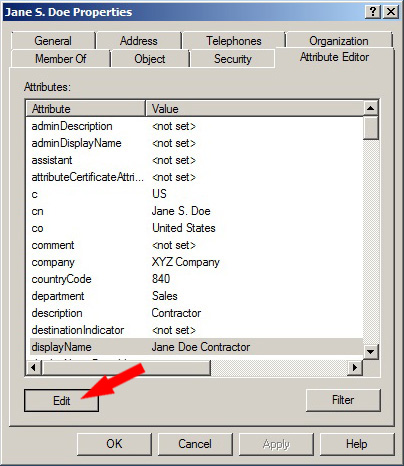 Jane S. Doe Properties
General Address Telephones Organization
Member Of Object Security Attribute Editor
Attributes:
Attribute Value
adminDescription <not set>
adminDisplayName <not set>
assistant <not set>
attributeCertificateAttri... <not set>
c US
cn Jane S. Doe
co United States
comment <not set>
company XYZ Company
countryCode 840
department Sales
description Contractor
destinationIndicator <not set>
displayName Jane Doe Contractor
Edit Filter
OK Cancel Apply Help